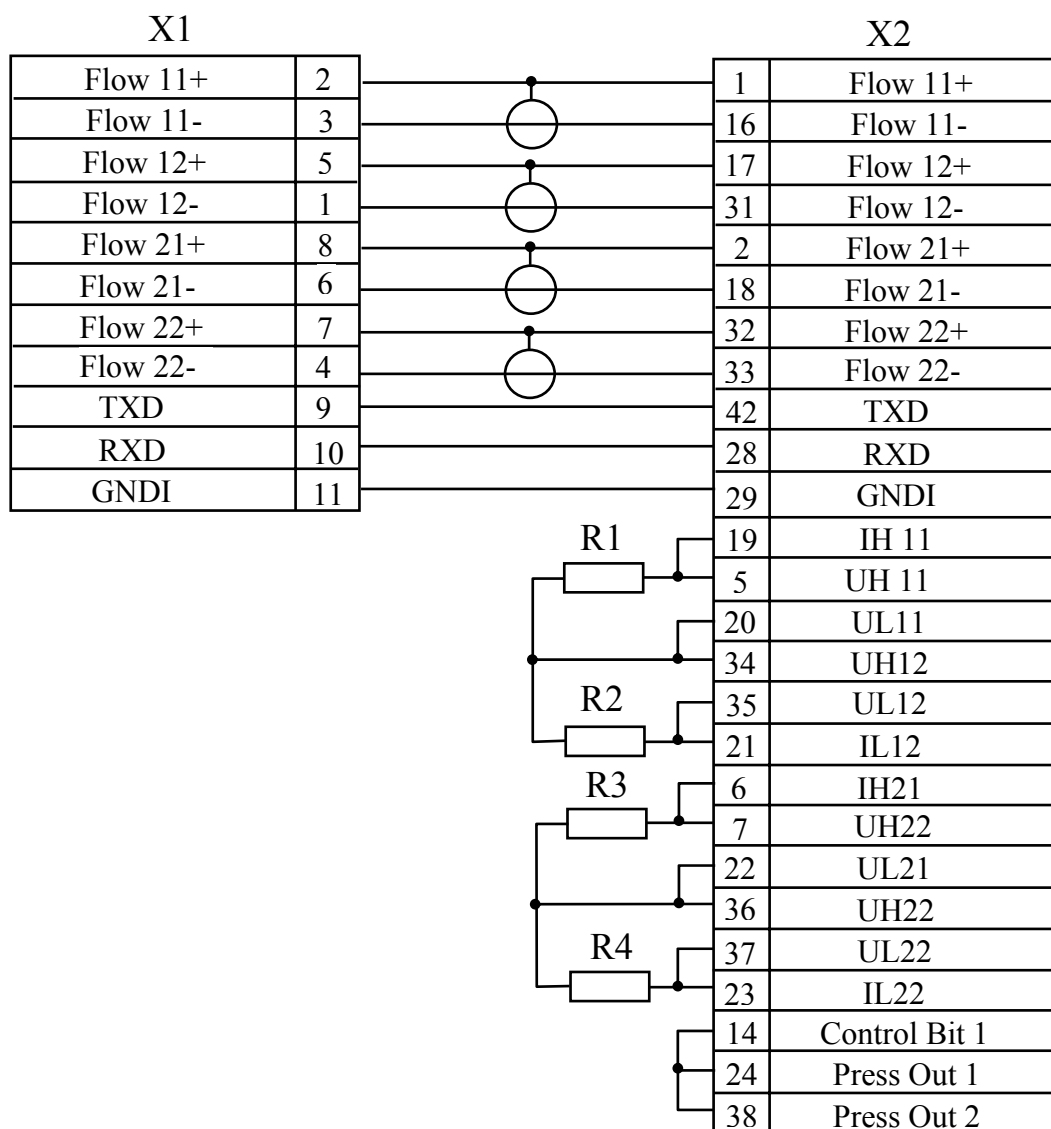 X1
X2
Flow 11+ 2
1 Flow 11+
Flow 11- 3
16 Flow 11-
Flow 12+ 5
17 Flow 12+
Flow 12- 1
31 Flow 12-
Flow 21+ 8
2 Flow 21+
Flow 21- 6
18 Flow 21-
Flow 22+ 7
32 Flow 22+
Flow 22- 4
33 Flow 22-
TXD 9
42 TXD
RXD 10
28 RXD
GNDI 11
29 GNDI
R1
19 IH 11
5 UH 11
20 UL11
34 UH12
R2
35 UL12
21 IL12
R3
6 IH21
7 UH22
22 UL21
36 UH22
R4
37 UL22
23 IL22
14 Control Bit 1
24 Press Out 1
38 Press Out 2